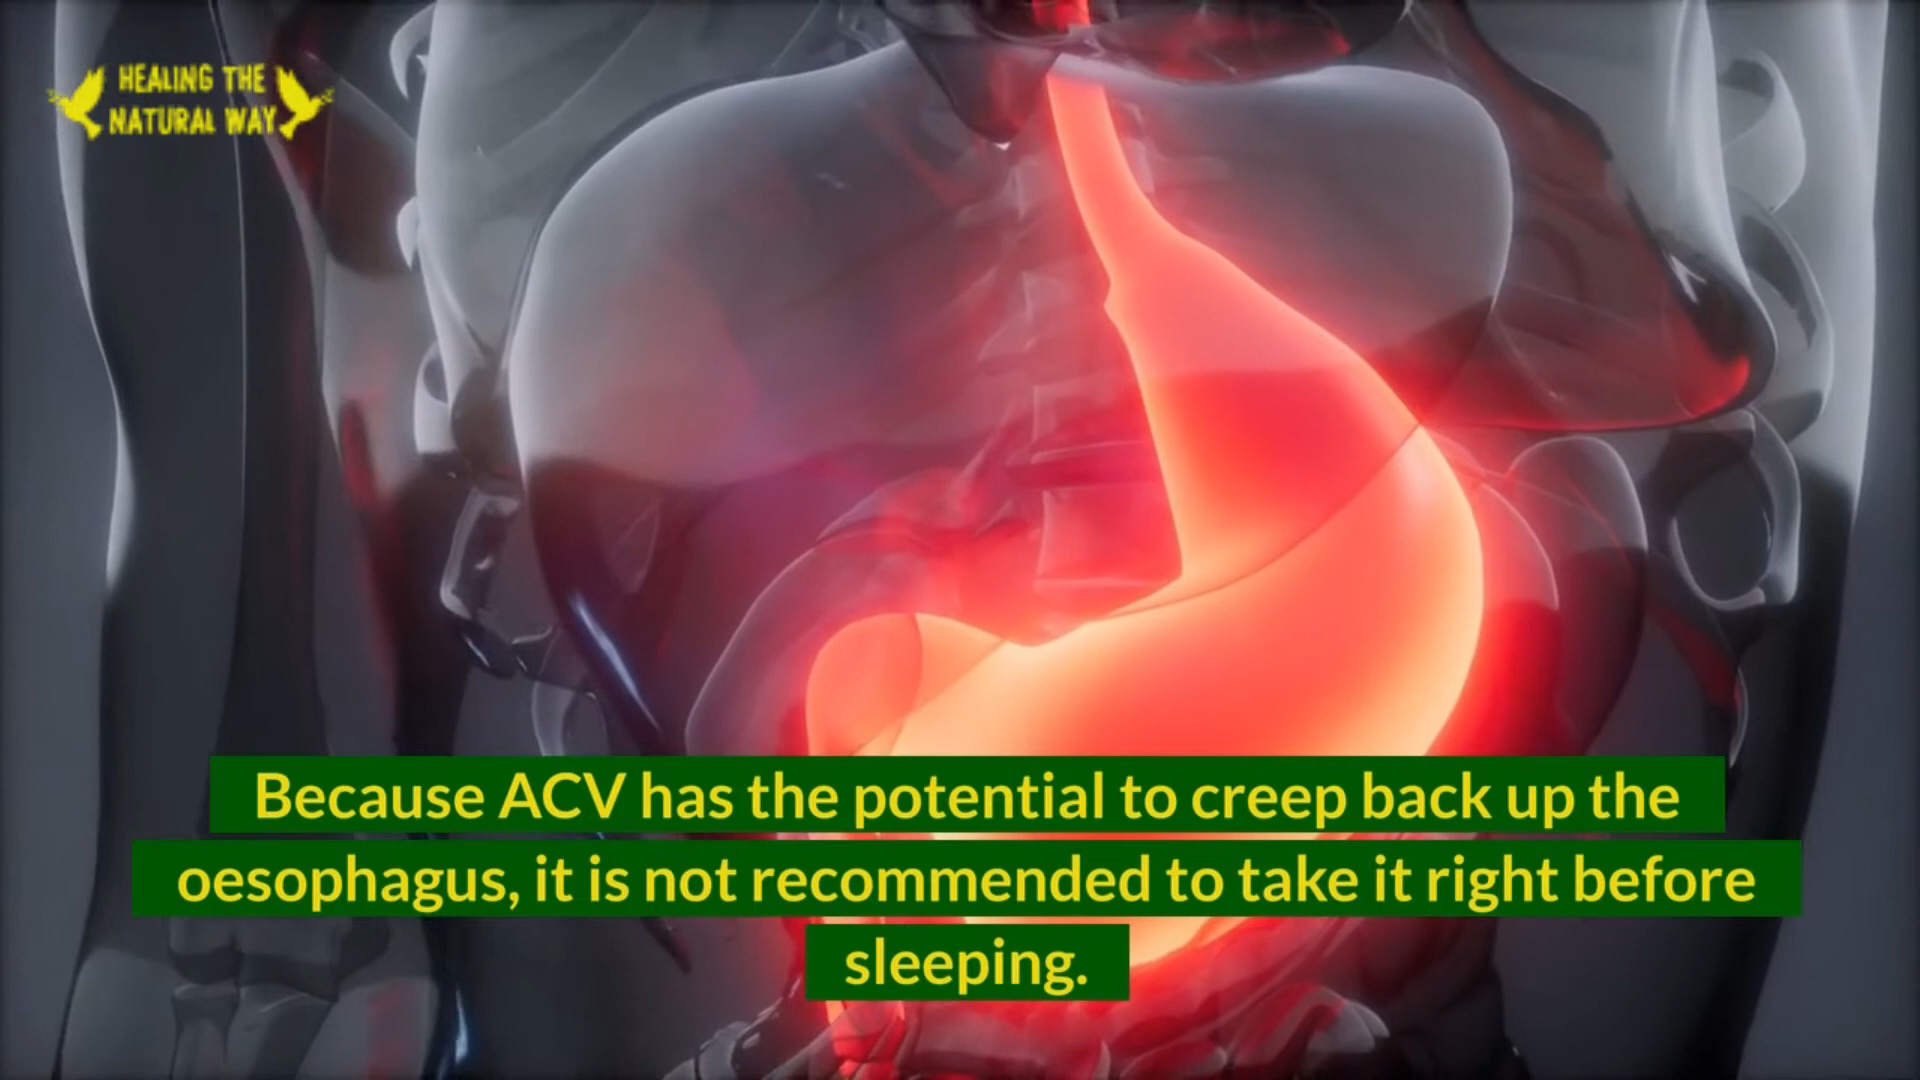 HEALING THE
NATURAL WAY
Because ACV has the potential to creep back up the
oesophagus, it is not recommended to take it right before
sleeping.